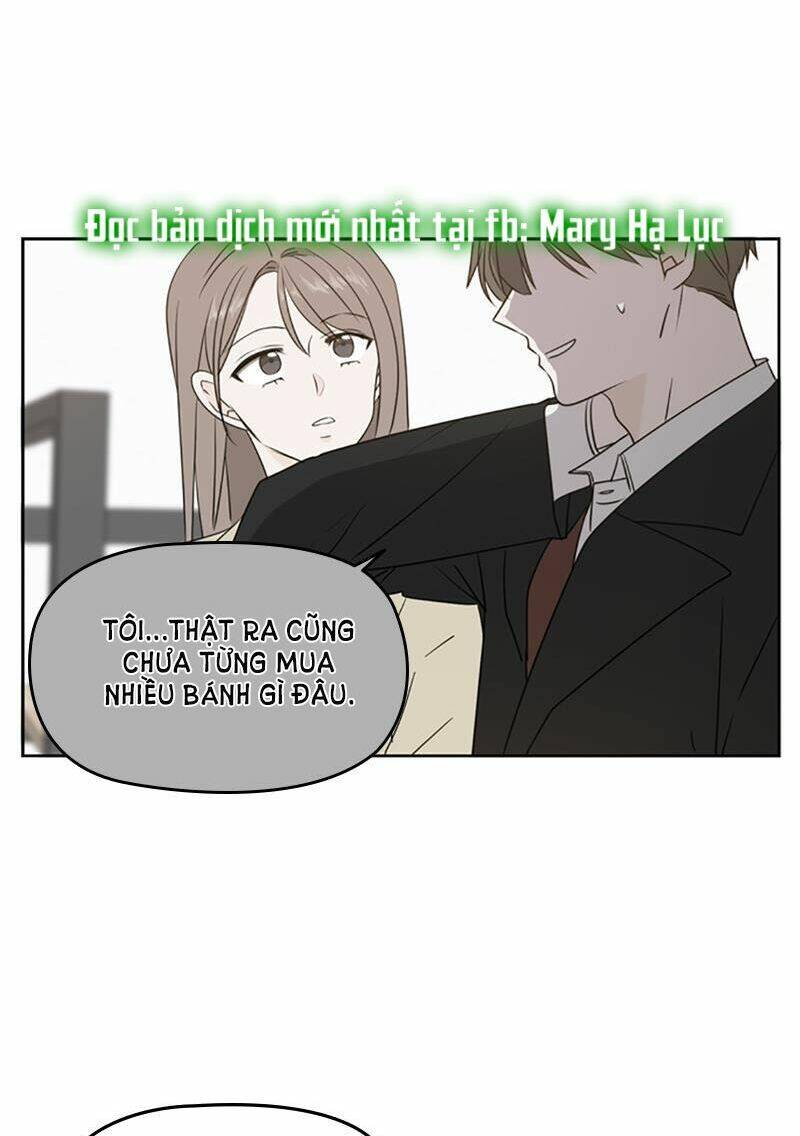 Đọc bản dịch mới nhất tại fb: Mary Hạ Lục
TÔI...THẬT RA CŨNG
CHƯA TỪNG MUA
NHIỀU BÁNH GÌ ĐÂU.